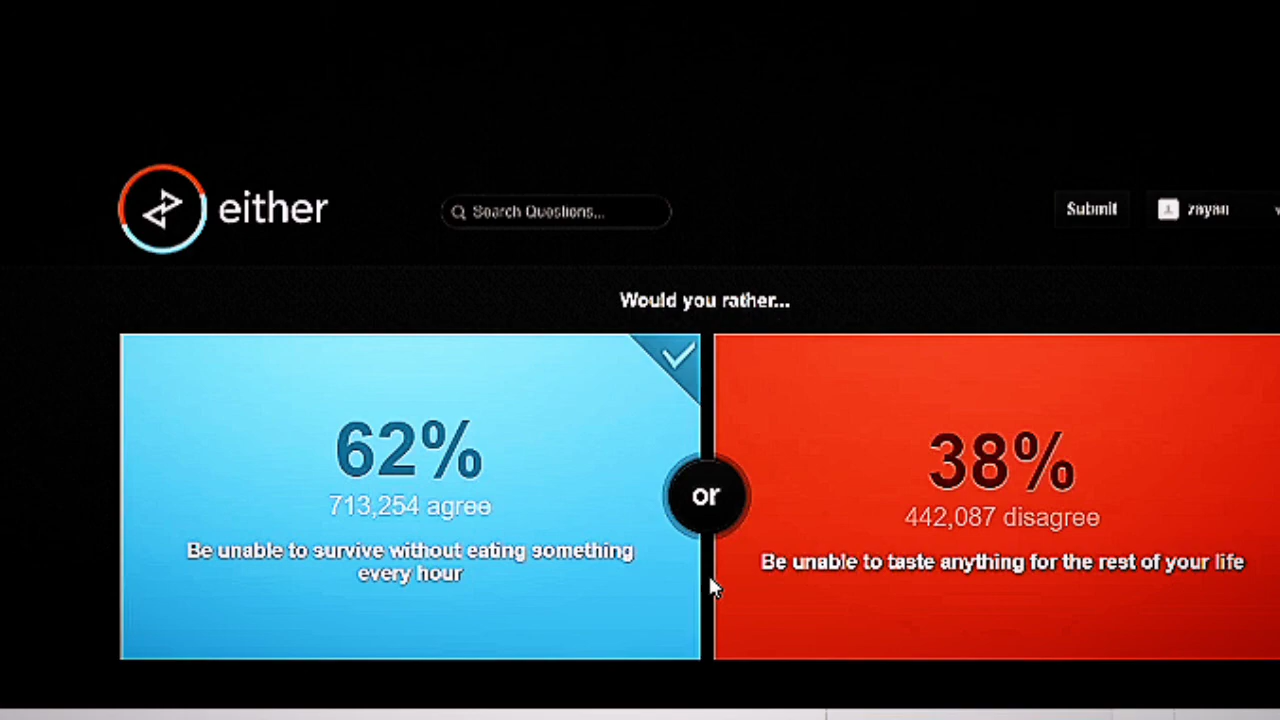 either
Search Questions...
Submit
zayan
Would you rather...
62%
713,254 agree
Be unable to survive without eating something
every hour
or
38%
442,087 disagree
Be unable to taste anything for the rest of your life